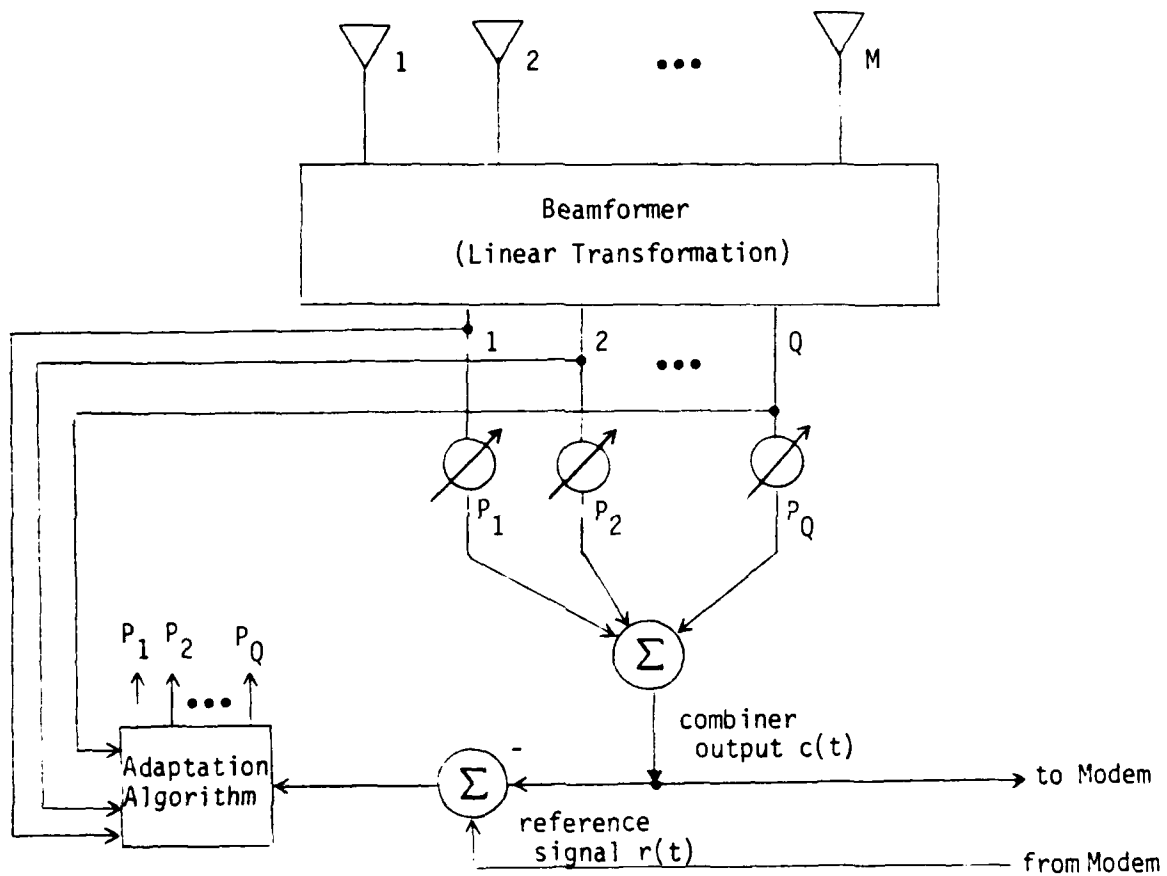 1 2 ••• M
Beamformer
(Linear Transformation)
1 2 ••• Q
P1 P2 PQ
P1 P2 ••• PQ
Σ
combiner
output c(t)
Adaptation
Algorithm
Σ
-
to Modem
reference
signal r(t)
from Modem